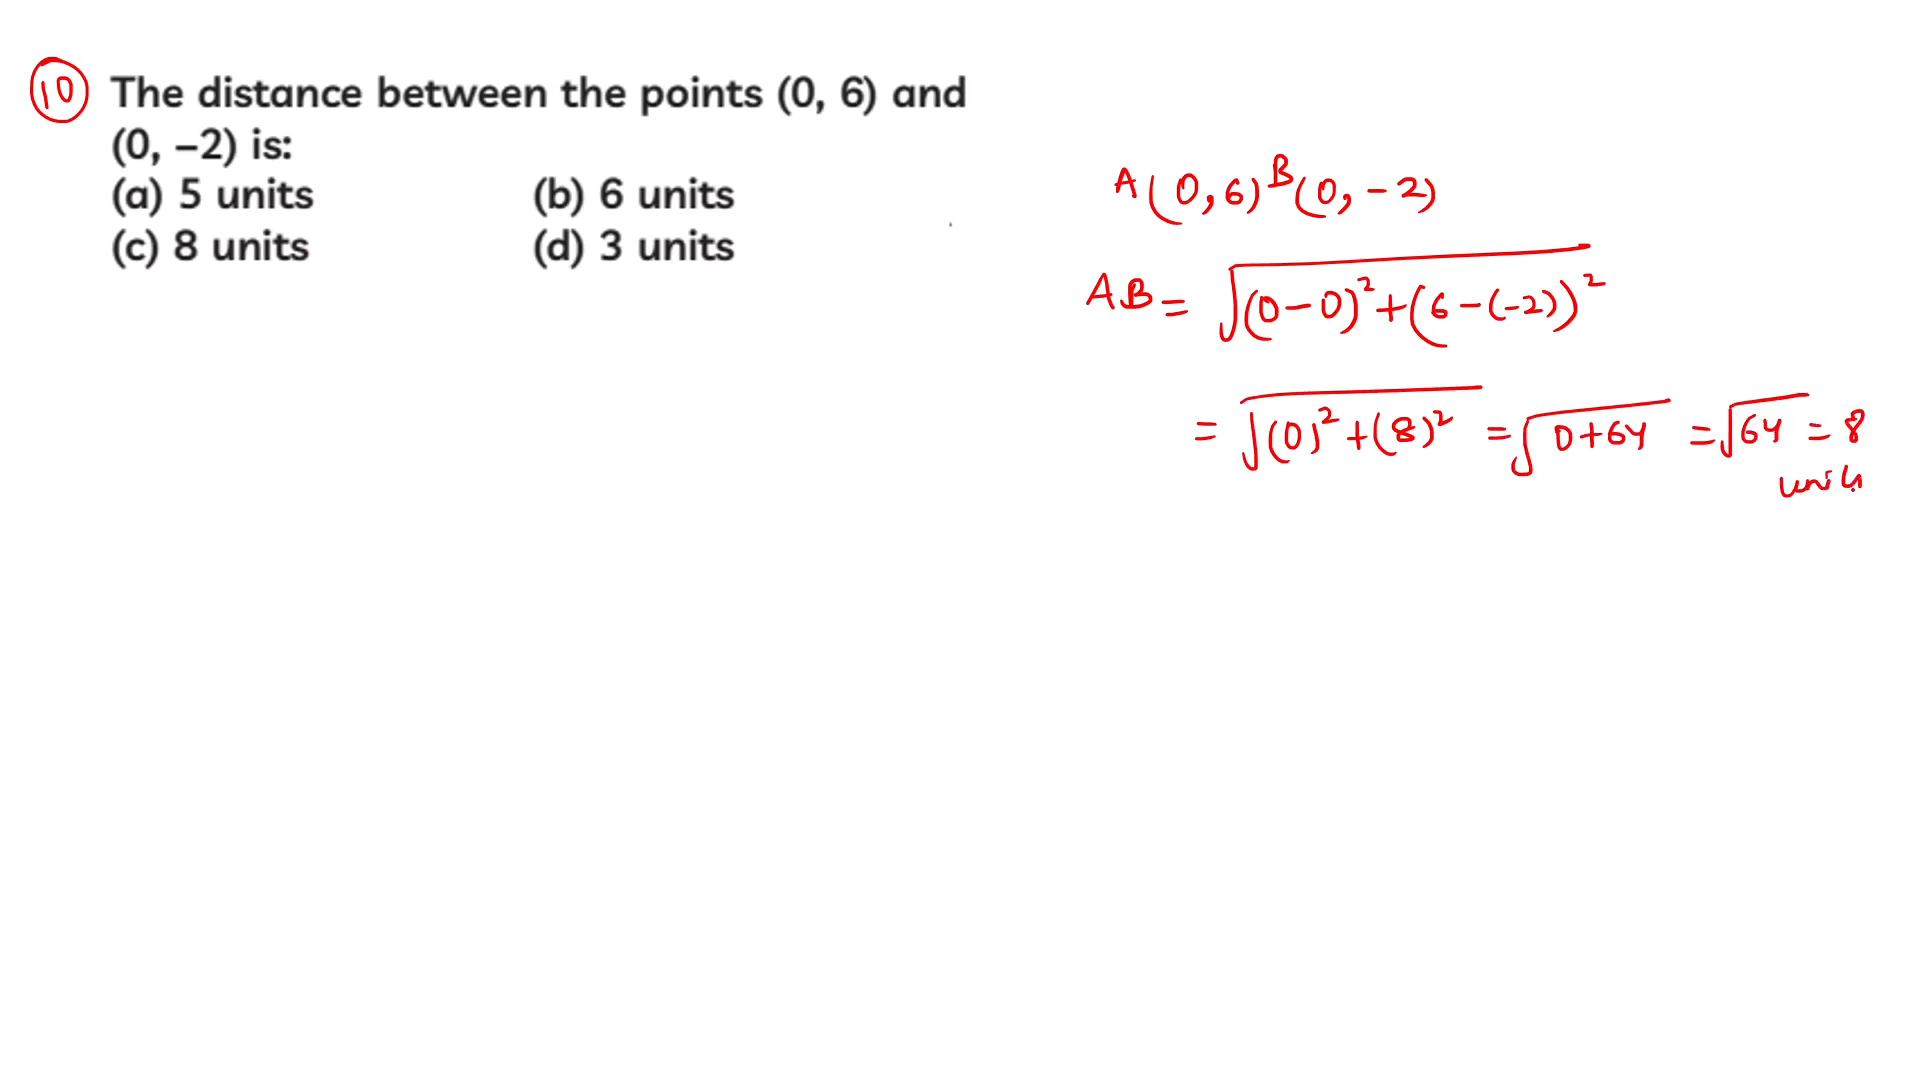 10 The distance between the points (0, 6) and
(0, −2) is:
(a) 5 units (b) 6 units
(c) 8 units (d) 3 units
A(0,6) B(0,-2)
AB = √((0-0)²+(6-(-2))²)
= √((0)²+(8)²) = √(0+64) = √64 = 8
units